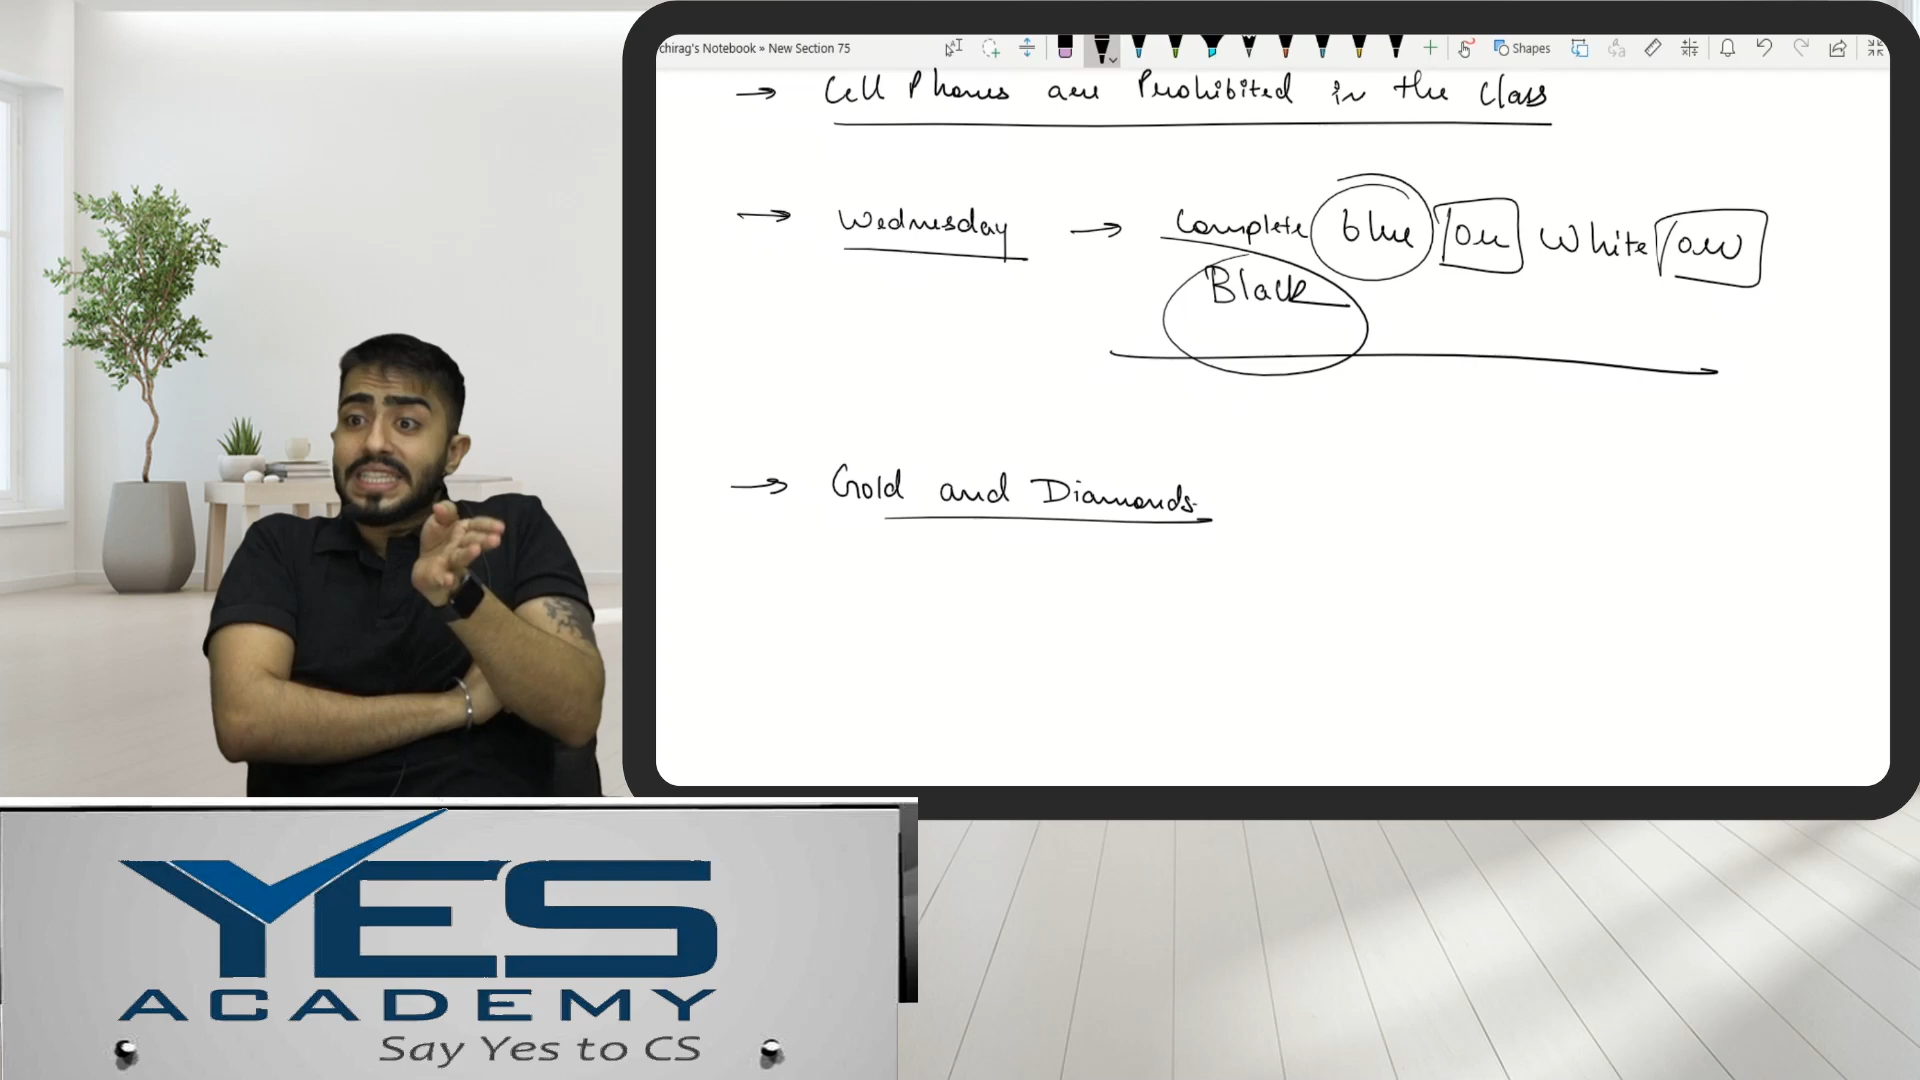 chirag's Notebook » New Section 75
Shapes
→ Cell Phones are Prohibited in the Class
→ Wednesday → Complete blue / or White / or
Black
→ Gold and Diamonds
YES
ACADEMY
Say Yes to CS